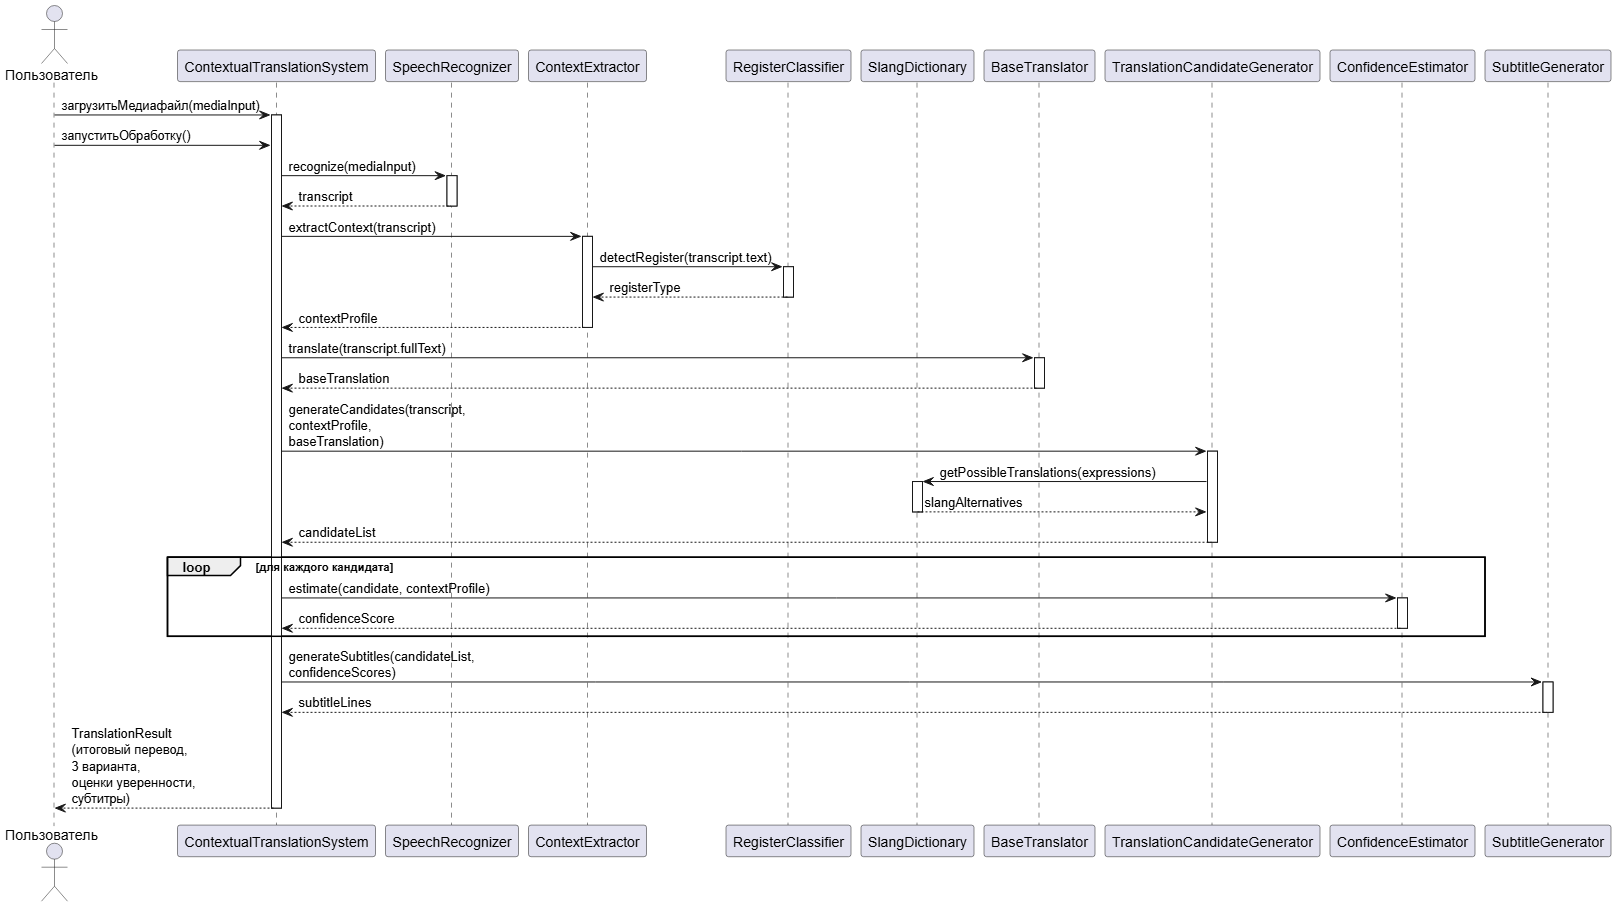 Пользователь
ContextualTranslationSystem
SpeechRecognizer
ContextExtractor
RegisterClassifier
SlangDictionary
BaseTranslator
TranslationCandidateGenerator
ConfidenceEstimator
SubtitleGenerator
загрузитьМедиафайл(mediaInput)
запуститьОбработку()
recognize(mediaInput)
transcript
extractContext(transcript)
detectRegister(transcript.text)
registerType
contextProfile
translate(transcript.fullText)
baseTranslation
generateCandidates(transcript,
contextProfile,
baseTranslation)
getPossibleTranslations(expressions)
slangAlternatives
candidateList
loop
[для каждого кандидата]
estimate(candidate, contextProfile)
confidenceScore
generateSubtitles(candidateList,
confidenceScores)
subtitleLines
TranslationResult
(итоговый перевод,
3 варианта,
оценки уверенности,
субтитры)
Пользователь
ContextualTranslationSystem
SpeechRecognizer
ContextExtractor
RegisterClassifier
SlangDictionary
BaseTranslator
TranslationCandidateGenerator
ConfidenceEstimator
SubtitleGenerator